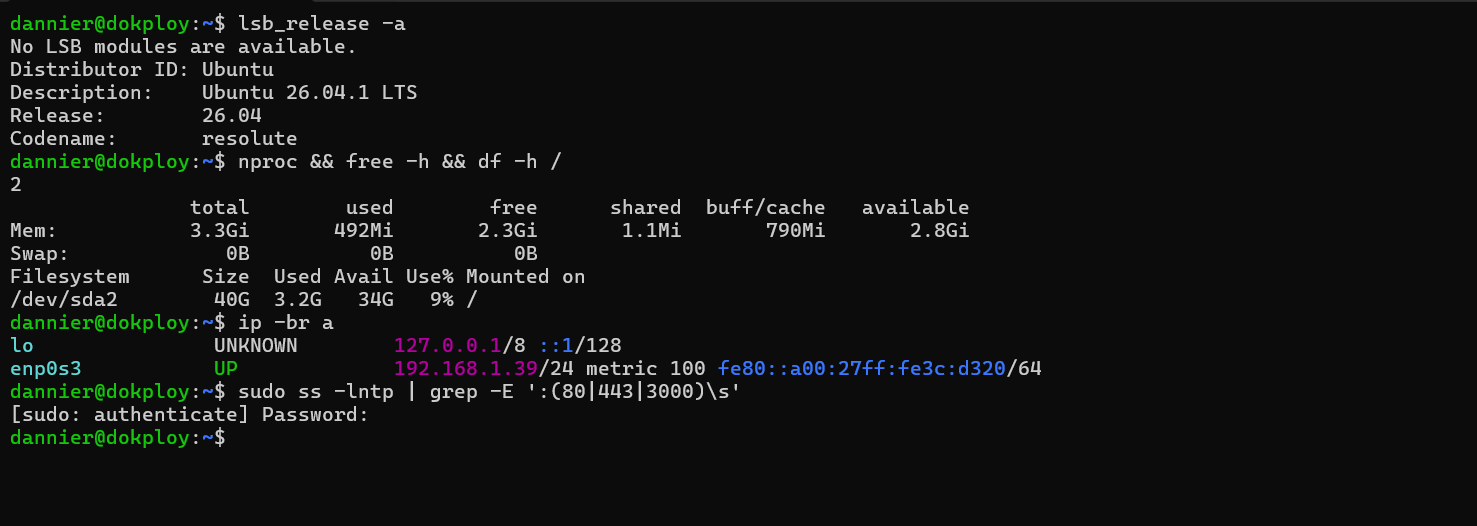 dannier@dokploy:~$ lsb_release -a
No LSB modules are available.
Distributor ID: Ubuntu
Description:    Ubuntu 26.04.1 LTS
Release:        26.04
Codename:       resolute
dannier@dokploy:~$ nproc && free -h && df -h /
2
               total        used        free      shared  buff/cache   available
Mem:           3.3Gi       492Mi       2.3Gi       1.1Mi       790Mi       2.8Gi
Swap:             0B          0B          0B
Filesystem      Size  Used Avail Use% Mounted on
/dev/sda2        40G  3.2G   34G   9% /
dannier@dokploy:~$ ip -br a
lo               UNKNOWN        127.0.0.1/8 ::1/128
enp0s3           UP             192.168.1.39/24 metric 100 fe80::a00:27ff:fe3c:d320/64
dannier@dokploy:~$ sudo ss -lntp | grep -E ':(80|443|3000)\s'
[sudo: authenticate] Password:
dannier@dokploy:~$